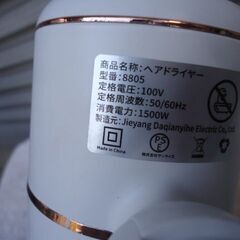 商品名称:ヘアドライヤー
型番:8805
定格電圧:100V
定格周波数:50/60Hz
消費電力:1500W
製造元:Jieyang Daqianyihe Electric Co., Ltd
Made in China